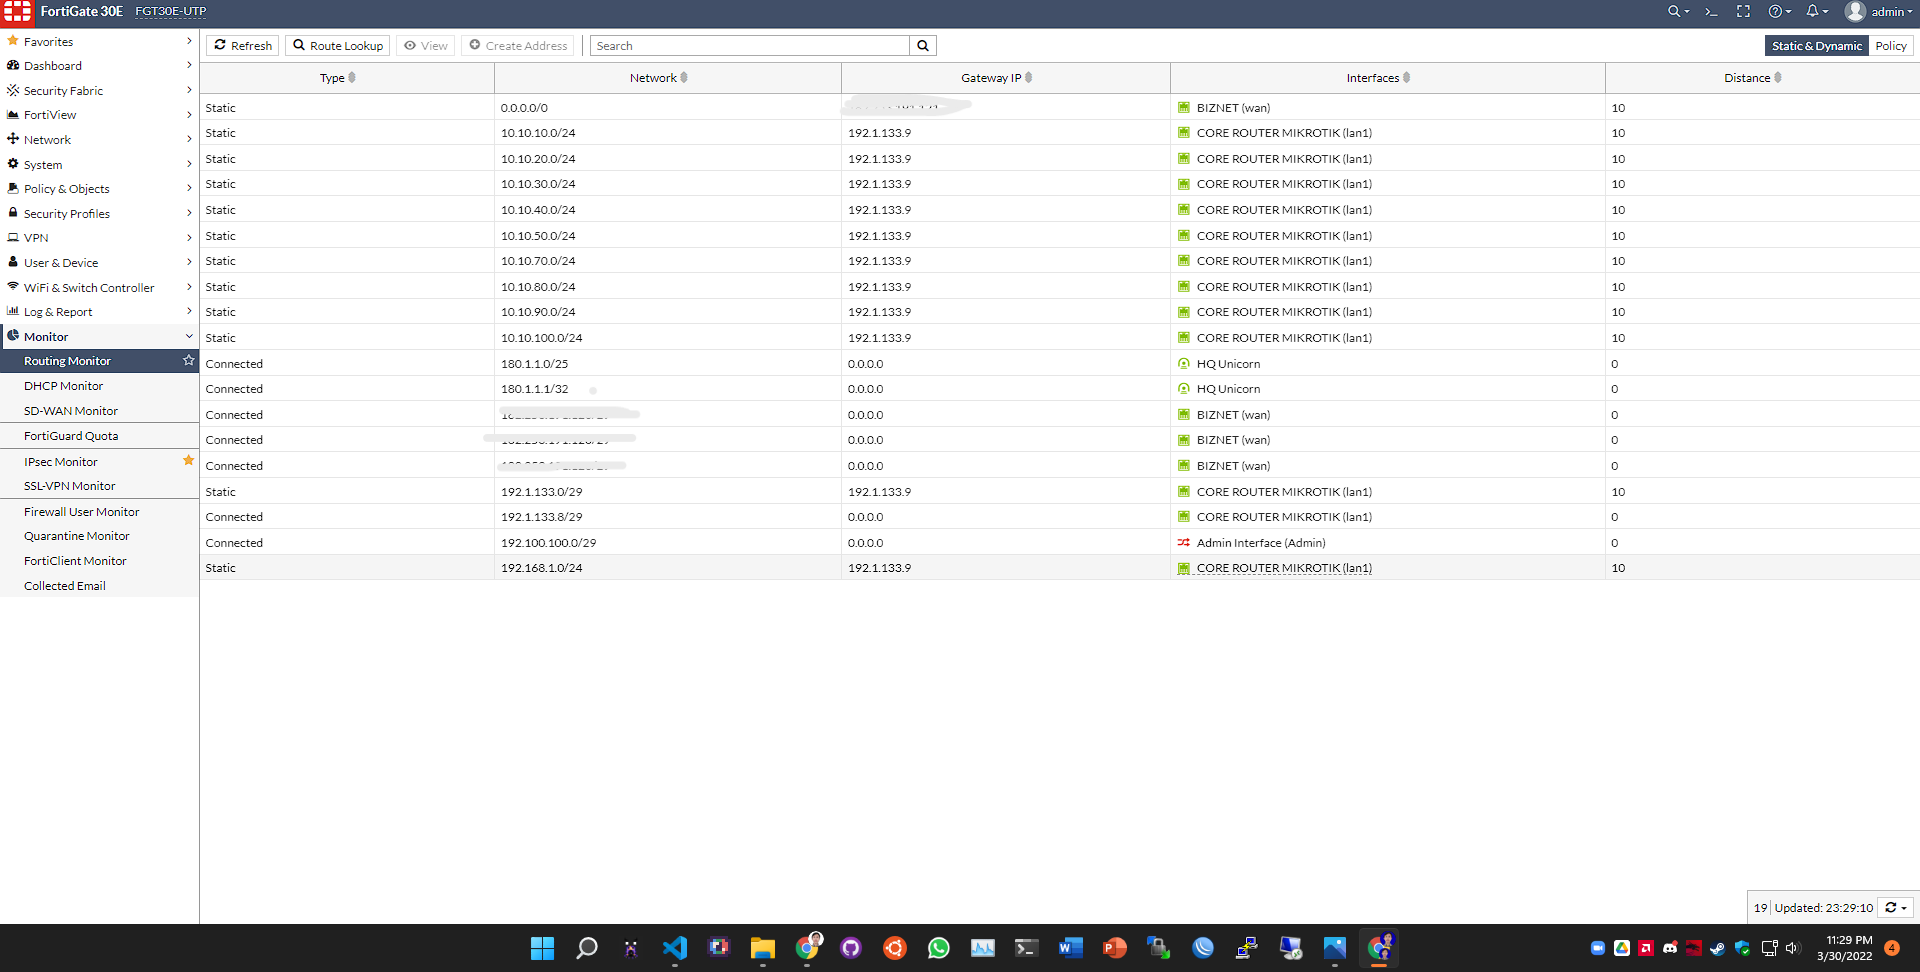 FortiGate 30E FGT30E-UTP admin
Favorites
Dashboard
Security Fabric
FortiView
Network
System
Policy & Objects
Security Profiles
VPN
User & Device
WiFi & Switch Controller
Log & Report
Monitor
Routing Monitor
DHCP Monitor
SD-WAN Monitor
FortiGuard Quota
IPsec Monitor
SSL-VPN Monitor
Firewall User Monitor
Quarantine Monitor
FortiClient Monitor
Collected Email
Refresh Route Lookup View Create Address Search Static & Dynamic Policy
Type Network Gateway IP Interfaces Distance
Static 0.0.0.0/0 BIZNET (wan) 10
Static 10.10.10.0/24 192.1.133.9 CORE ROUTER MIKROTIK (lan1) 10
Static 10.10.20.0/24 192.1.133.9 CORE ROUTER MIKROTIK (lan1) 10
Static 10.10.30.0/24 192.1.133.9 CORE ROUTER MIKROTIK (lan1) 10
Static 10.10.40.0/24 192.1.133.9 CORE ROUTER MIKROTIK (lan1) 10
Static 10.10.50.0/24 192.1.133.9 CORE ROUTER MIKROTIK (lan1) 10
Static 10.10.70.0/24 192.1.133.9 CORE ROUTER MIKROTIK (lan1) 10
Static 10.10.80.0/24 192.1.133.9 CORE ROUTER MIKROTIK (lan1) 10
Static 10.10.90.0/24 192.1.133.9 CORE ROUTER MIKROTIK (lan1) 10
Static 10.10.100.0/24 192.1.133.9 CORE ROUTER MIKROTIK (lan1) 10
Connected 180.1.1.0/25 0.0.0.0 HQ Unicorn 0
Connected 180.1.1.1/32 0.0.0.0 HQ Unicorn 0
Connected 0.0.0.0 BIZNET (wan) 0
Connected 0.0.0.0 BIZNET (wan) 0
Connected 0.0.0.0 BIZNET (wan) 0
Static 192.1.133.0/29 192.1.133.9 CORE ROUTER MIKROTIK (lan1) 10
Connected 192.1.133.8/29 0.0.0.0 CORE ROUTER MIKROTIK (lan1) 0
Connected 192.100.100.0/29 0.0.0.0 Admin Interface (Admin) 0
Static 192.168.1.0/24 192.1.133.9 CORE ROUTER MIKROTIK (lan1) 10
19 Updated: 23:29:10
11:29 PM
3/30/2022
4